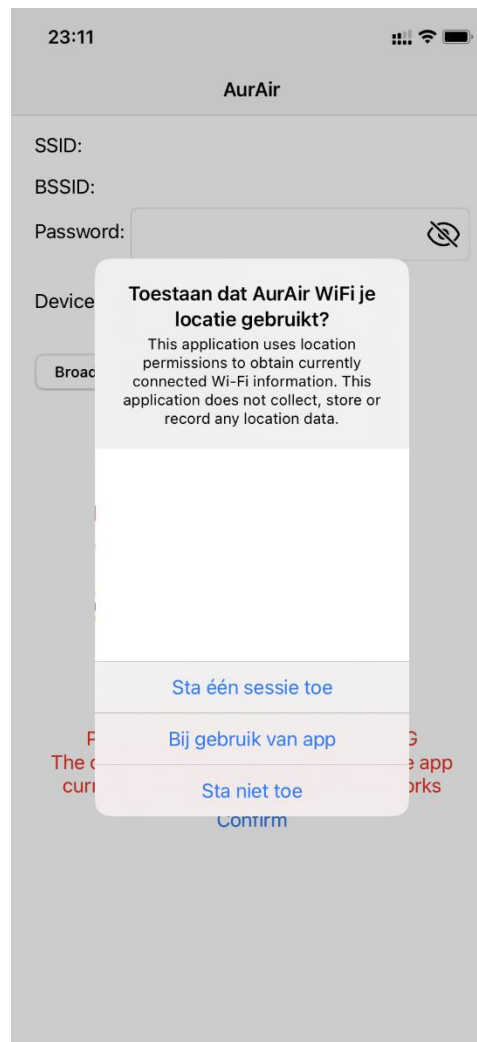 23:11
AurAir
SSID:
BSSID:
Password:
Device
Toestaan dat AurAir WiFi je
locatie gebruikt?
This application uses location
permissions to obtain currently
connected Wi-Fi information. This
application does not collect, store or
record any location data.
Sta één sessie toe
Bij gebruik van app
Sta niet toe
The
app
Confirm